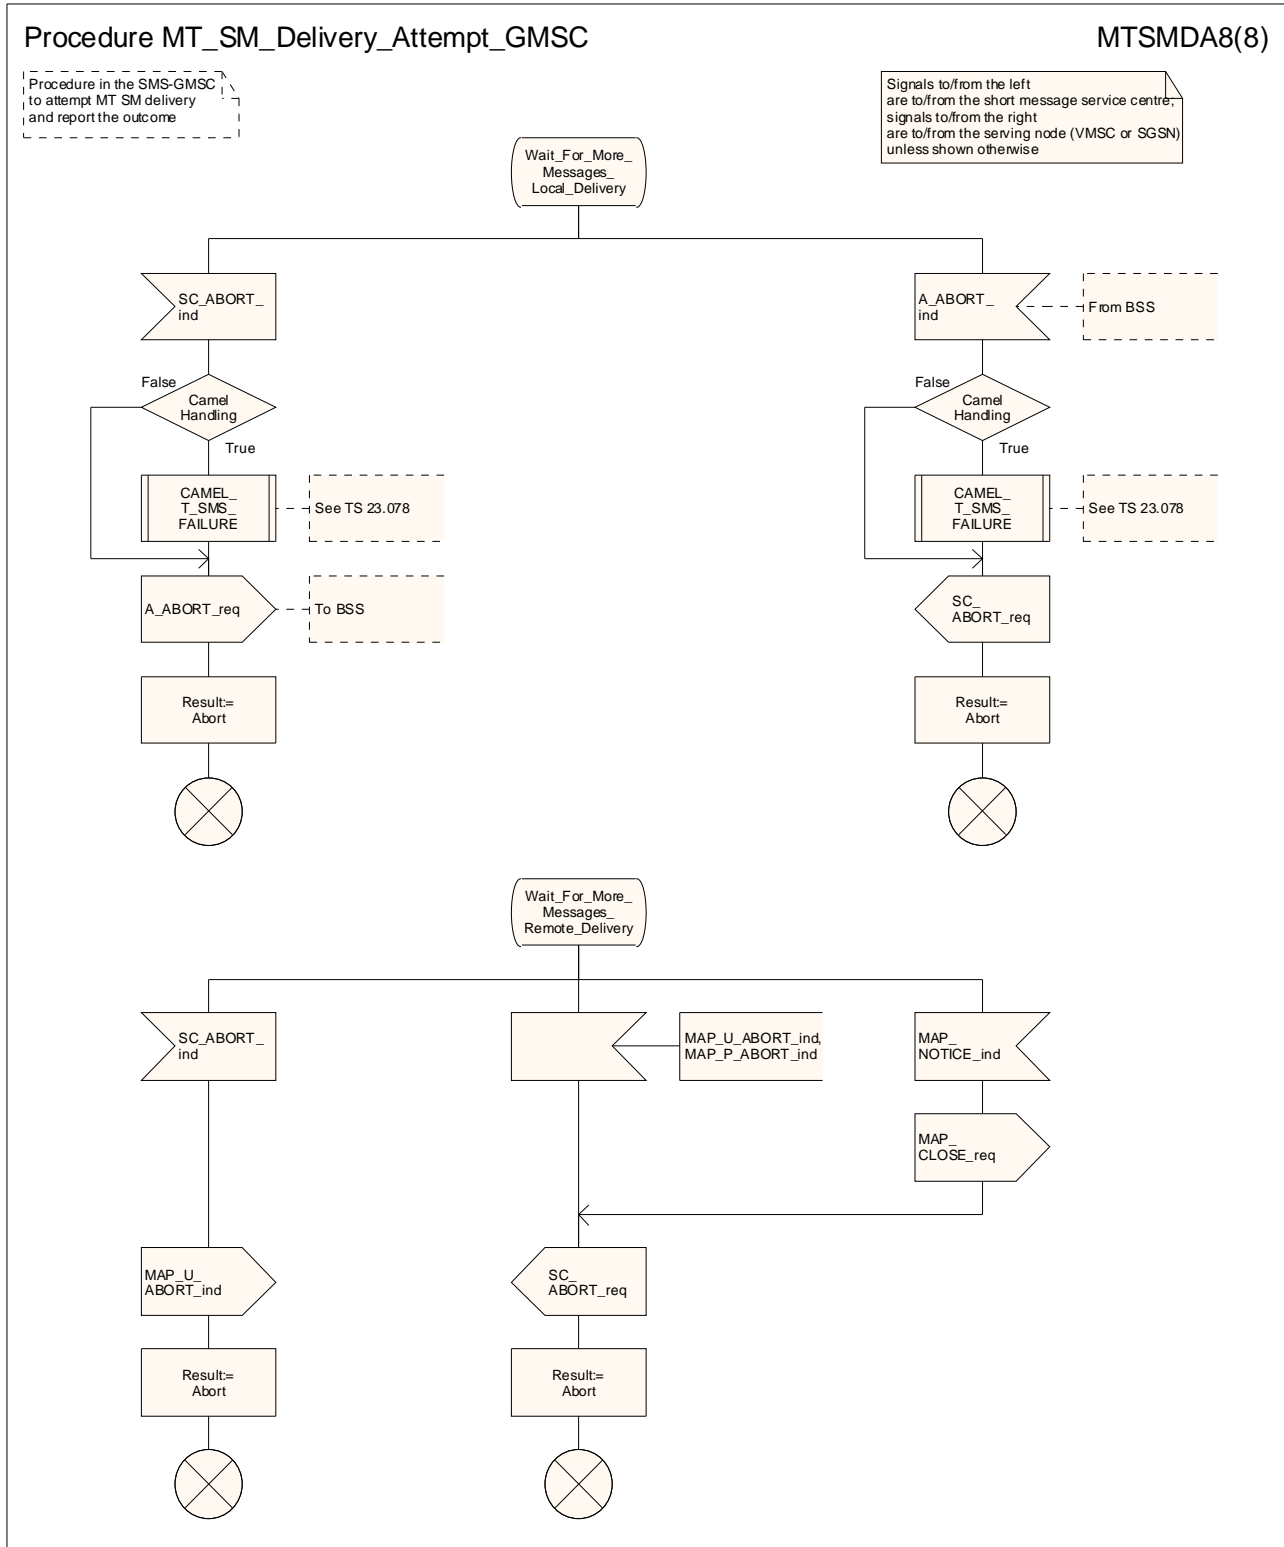 Procedure MT_SM_Delivery_Attempt_GMSC
MTSMDA8(8)
Procedure in the SMS-GMSC
to attempt MT SM delivery
and report the outcome
Signals to/from the left
are to/from the short message service centre;
signals to/from the right
are to/from the serving node (VMSC or SGSN)
unless shown otherwise
Wait_For_More_
Messages_
Local_Delivery
SC_ABORT_
ind
A_ABORT_
ind
From BSS
False
Camel
Handling
True
False
Camel
Handling
True
CAMEL_
T_SMS_
FAILURE
See TS 23.078
CAMEL_
T_SMS_
FAILURE
See TS 23.078
A_ABORT_req
To BSS
SC_
ABORT_req
Result:=
Abort
Result:=
Abort
Wait_For_More_
Messages_
Remote_Delivery
SC_ABORT_
ind
MAP_U_ABORT_ind,
MAP_P_ABORT_ind
MAP_
NOTICE_ind
MAP_
CLOSE_req
MAP_U_
ABORT_ind
SC_
ABORT_req
Result:=
Abort
Result:=
Abort